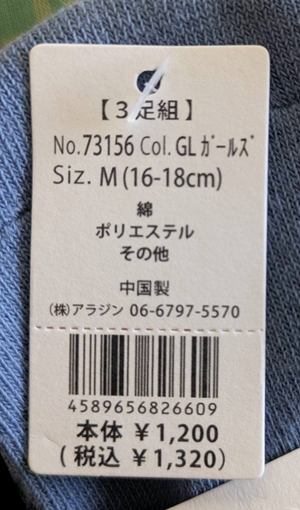 【3足組】
No.73156 Col. GL ｶﾞｰﾙｽﾞ
Siz. M (16-18cm)
綿
ポリエステル
その他
中国製
(株)アラジン 06-6797-5570
4589656826609
本体 ¥1,200
(税込 ¥1,320)